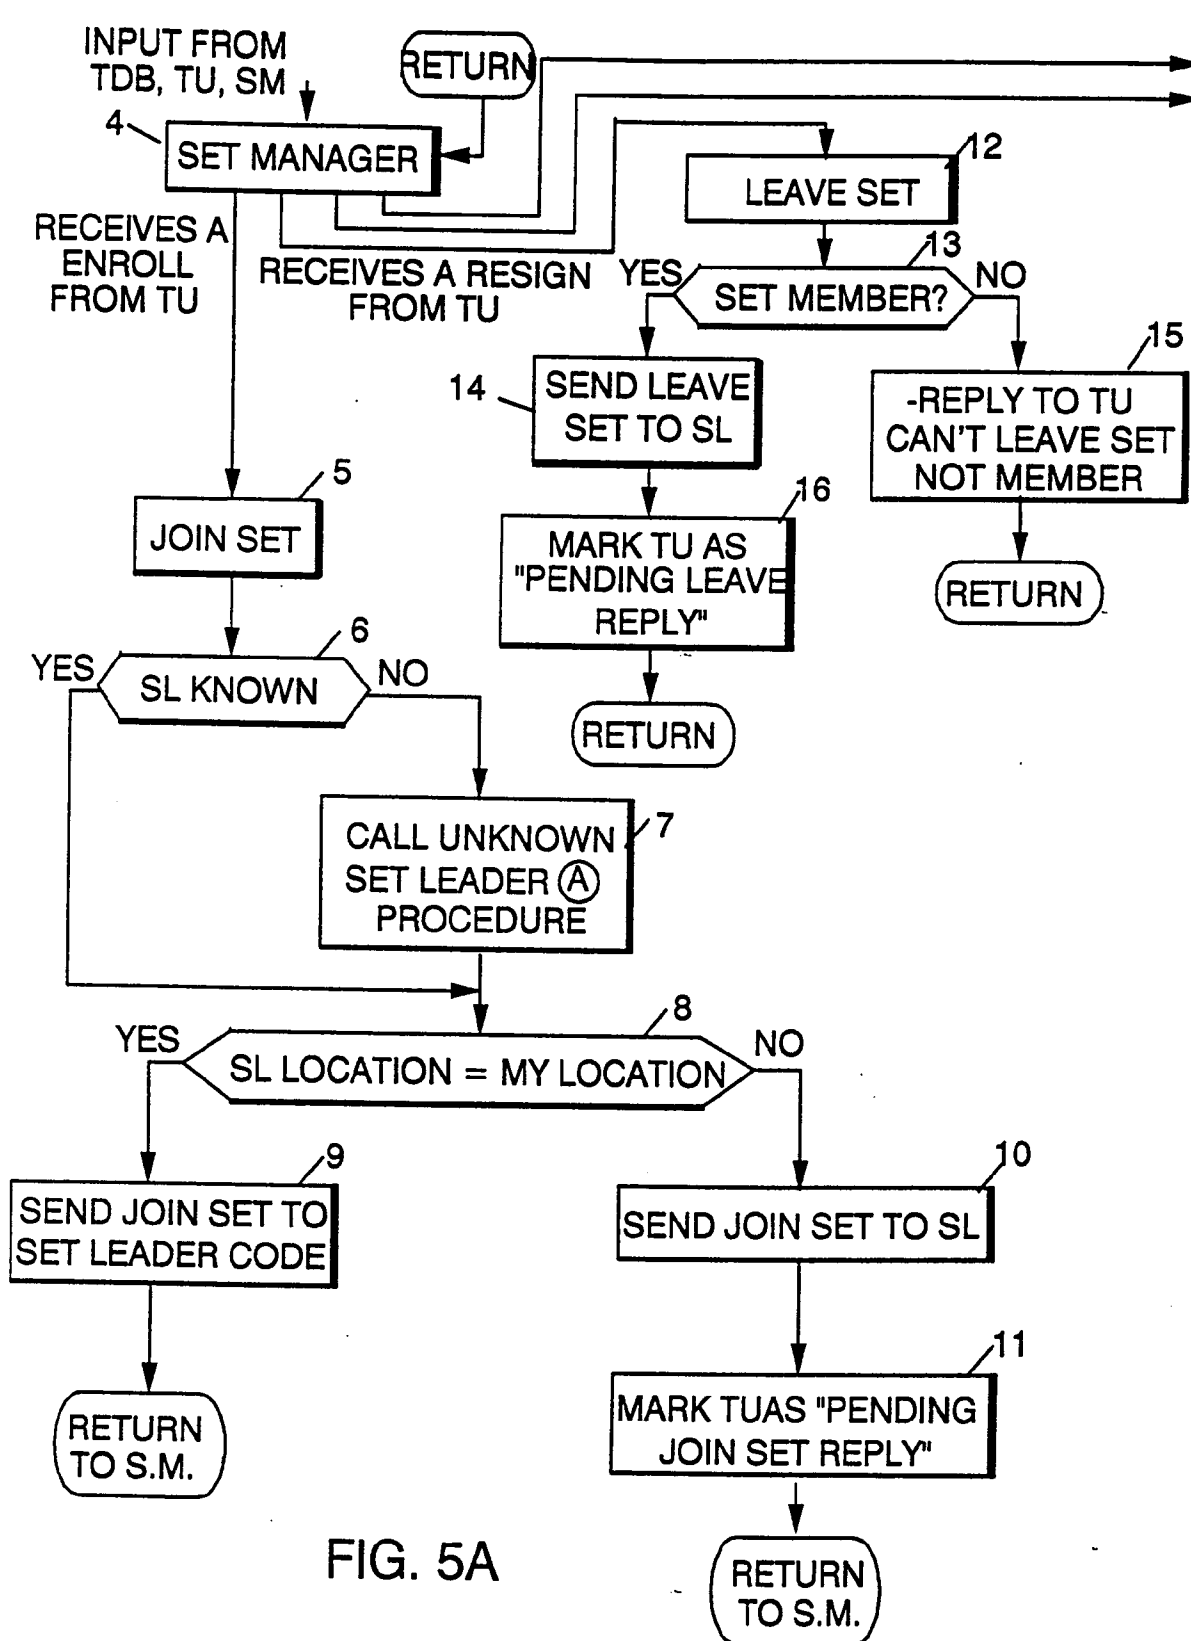 INPUT FROM
TDB, TU, SM
RETURN
4
SET MANAGER
12
LEAVE SET
RECEIVES A
ENROLL
FROM TU
RECEIVES A RESIGN
FROM TU
13
YES
SET MEMBER?
NO
14
SEND LEAVE
SET TO SL
15
-REPLY TO TU
CAN'T LEAVE SET
NOT MEMBER
5
JOIN SET
16
MARK TU AS
"PENDING LEAVE
REPLY"
RETURN
6
YES
SL KNOWN
NO
RETURN
7
CALL UNKNOWN
SET LEADER A
PROCEDURE
8
YES
SL LOCATION = MY LOCATION
NO
9
SEND JOIN SET TO
SET LEADER CODE
10
SEND JOIN SET TO SL
11
MARK TUAS "PENDING
JOIN SET REPLY"
RETURN
TO S.M.
RETURN
TO S.M.
FIG. 5A